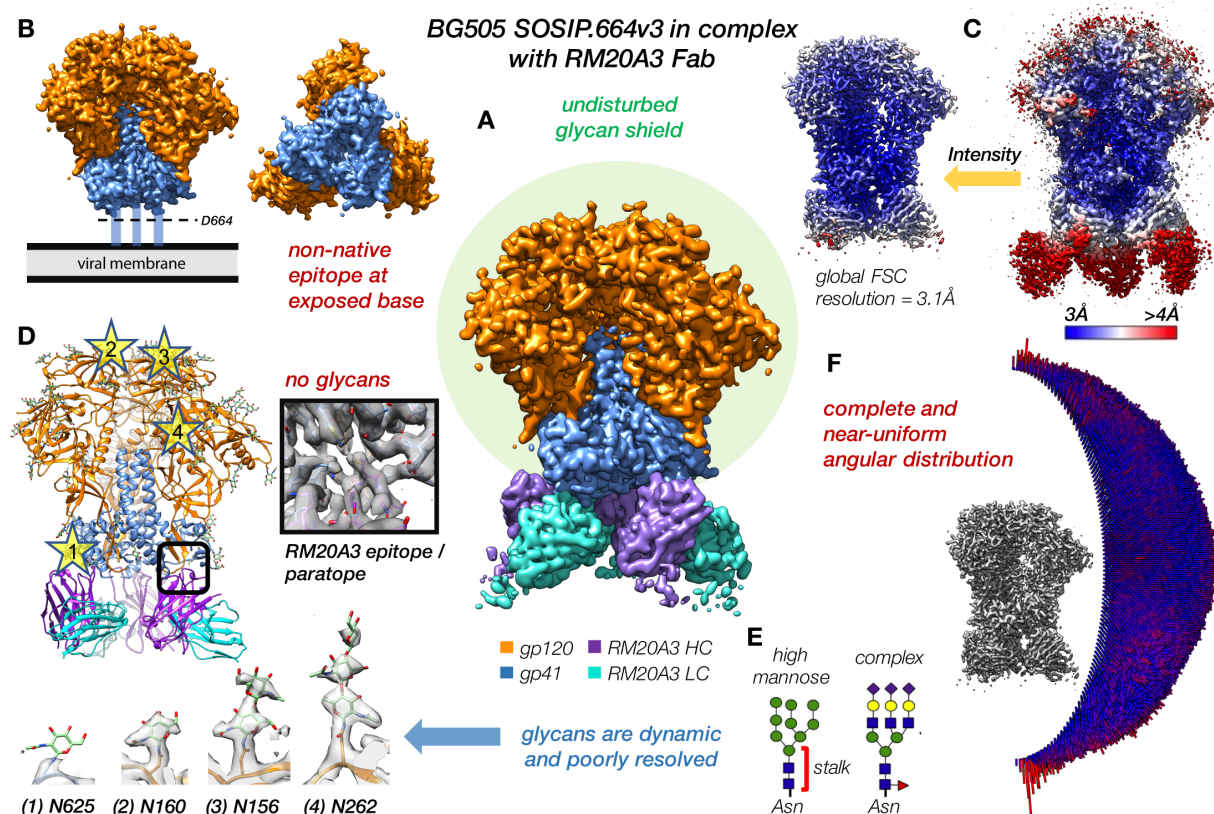 BG505 SOSIP.664v3 in complex
with RM20A3 Fab
B
D664
viral membrane
non-native
epitope at
exposed base
A
undisturbed
glycan shield
C
Intensity
global FSC
resolution = 3.1Å
3Å
>4Å
D
2
3
4
1
no glycans
RM20A3 epitope /
paratope
gp120
RM20A3 HC
gp41
RM20A3 LC
glycans are dynamic
and poorly resolved
(1) N625
(2) N160
(3) N156
(4) N262
E
high
mannose
complex
stalk
Asn
Asn
F
complete and
near-uniform
angular distribution